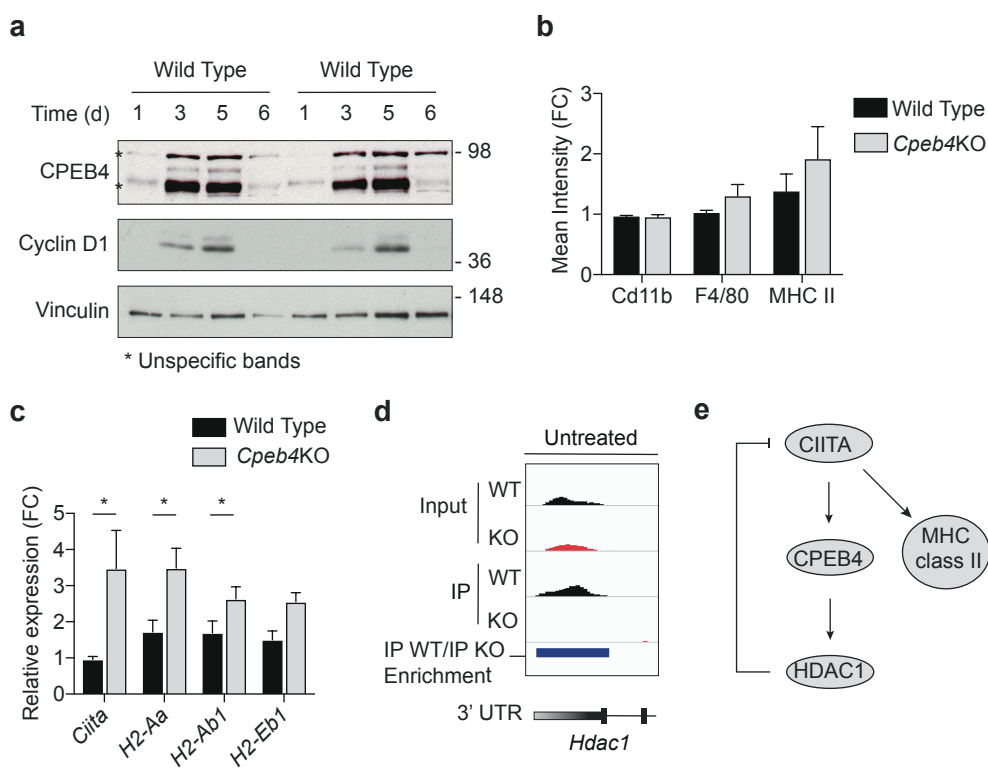 a
Wild Type Wild Type
Time (d) 1 3 5 6 1 3 5 6
CPEB4 * * - 98
Cyclin D1 - 36
Vinculin - 148
* Unspecific bands
b
Mean Intensity (FC)
3
2
1
0
Cd11b F4/80 MHC II
Wild Type
Cpeb4KO
c
Wild Type
Cpeb4KO
Relative expression (FC)
5
4
3
2
1
0
* * *
Ciita H2-Aa H2-Ab1 H2-Eb1
d
Untreated
Input WT
KO
IP WT
KO
IP WT/IP KO
Enrichment
3' UTR
Hdac1
e
CIITA
CPEB4
MHC
class II
HDAC1